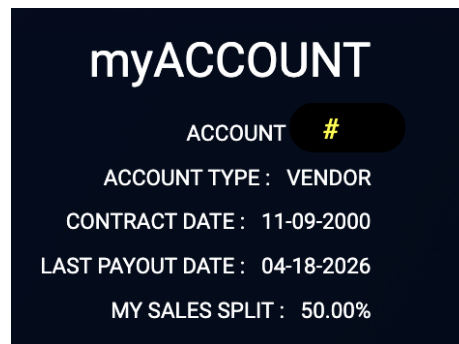 myACCOUNT
ACCOUNT #
ACCOUNT TYPE : VENDOR
CONTRACT DATE : 11-09-2000
LAST PAYOUT DATE : 04-18-2026
MY SALES SPLIT : 50.00%